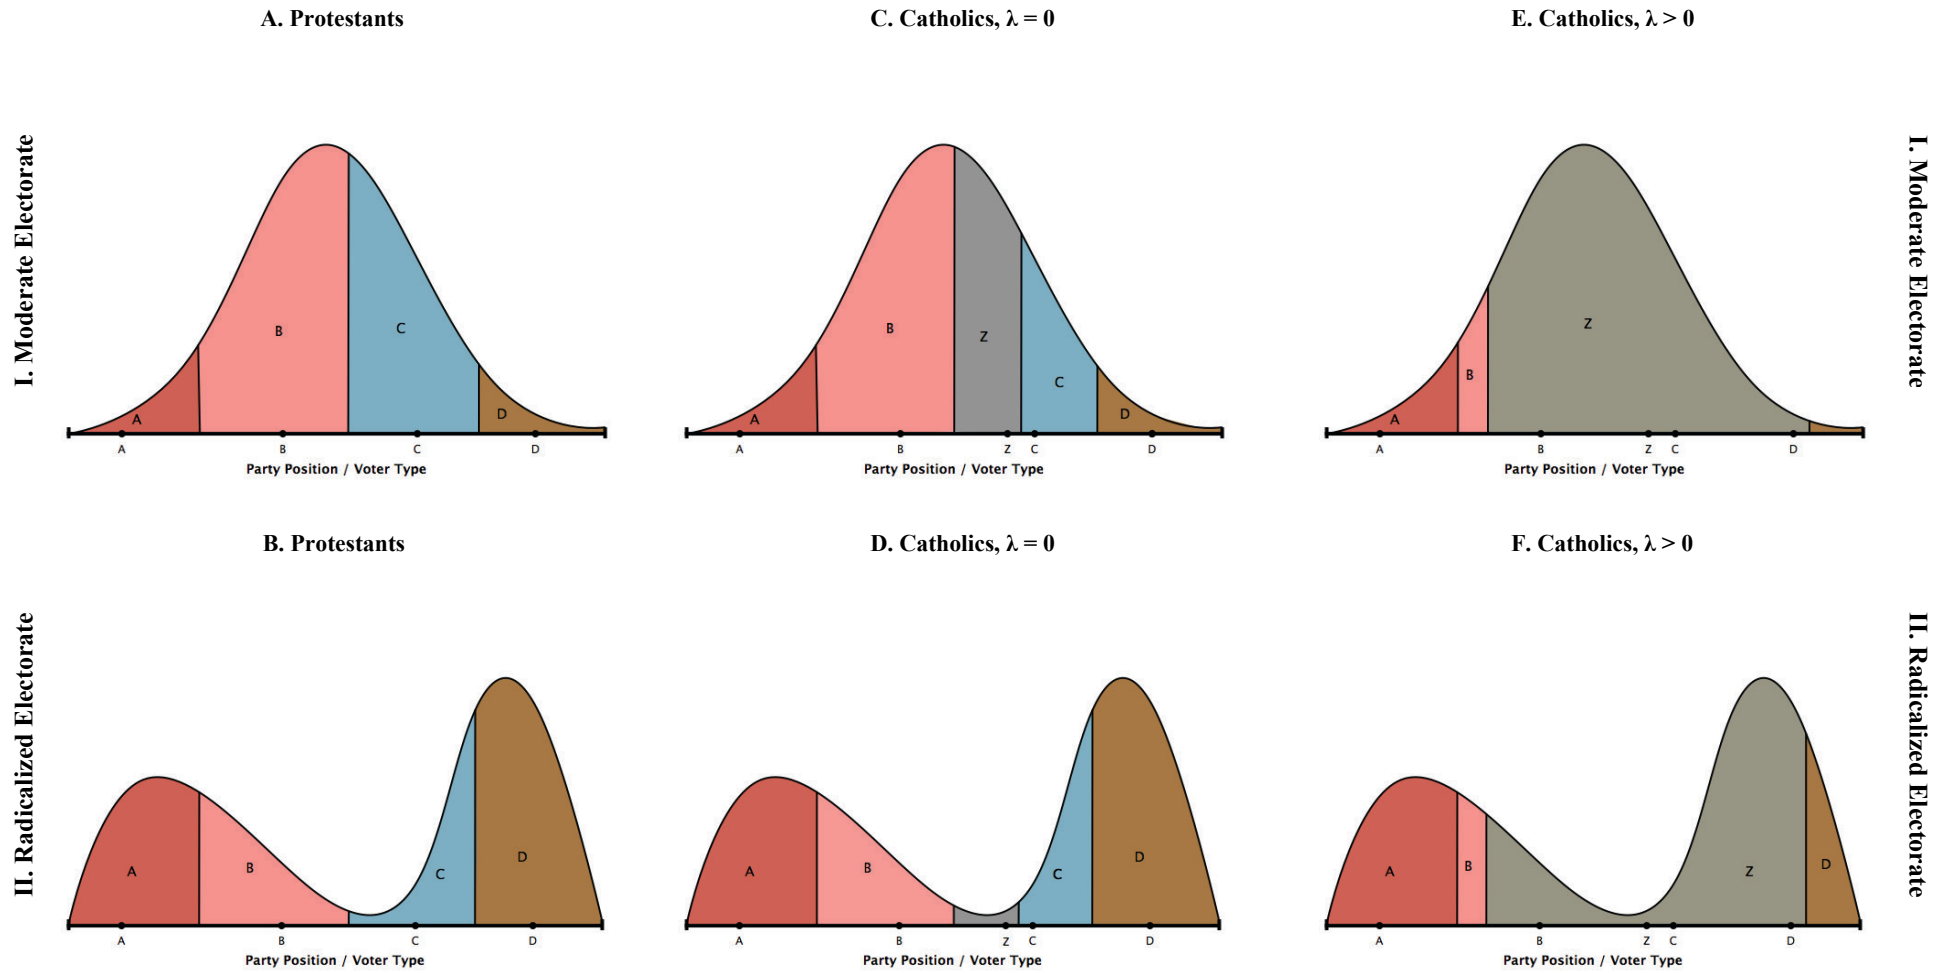 A. Protestants
C. Catholics, λ = 0
E. Catholics, λ > 0
I. Moderate Electorate
A
B
C
D
A B C D
Party Position / Voter Type
A
B
Z
C
D
A B Z C D
Party Position / Voter Type
A
B
Z
A B Z C D
Party Position / Voter Type
I. Moderate Electorate
B. Protestants
D. Catholics, λ = 0
F. Catholics, λ > 0
II. Radicalized Electorate
A
B
C
D
A B C D
Party Position / Voter Type
A
B
C
D
A B Z C D
Party Position / Voter Type
A
B
Z
D
A B Z C D
Party Position / Voter Type
II. Radicalized Electorate